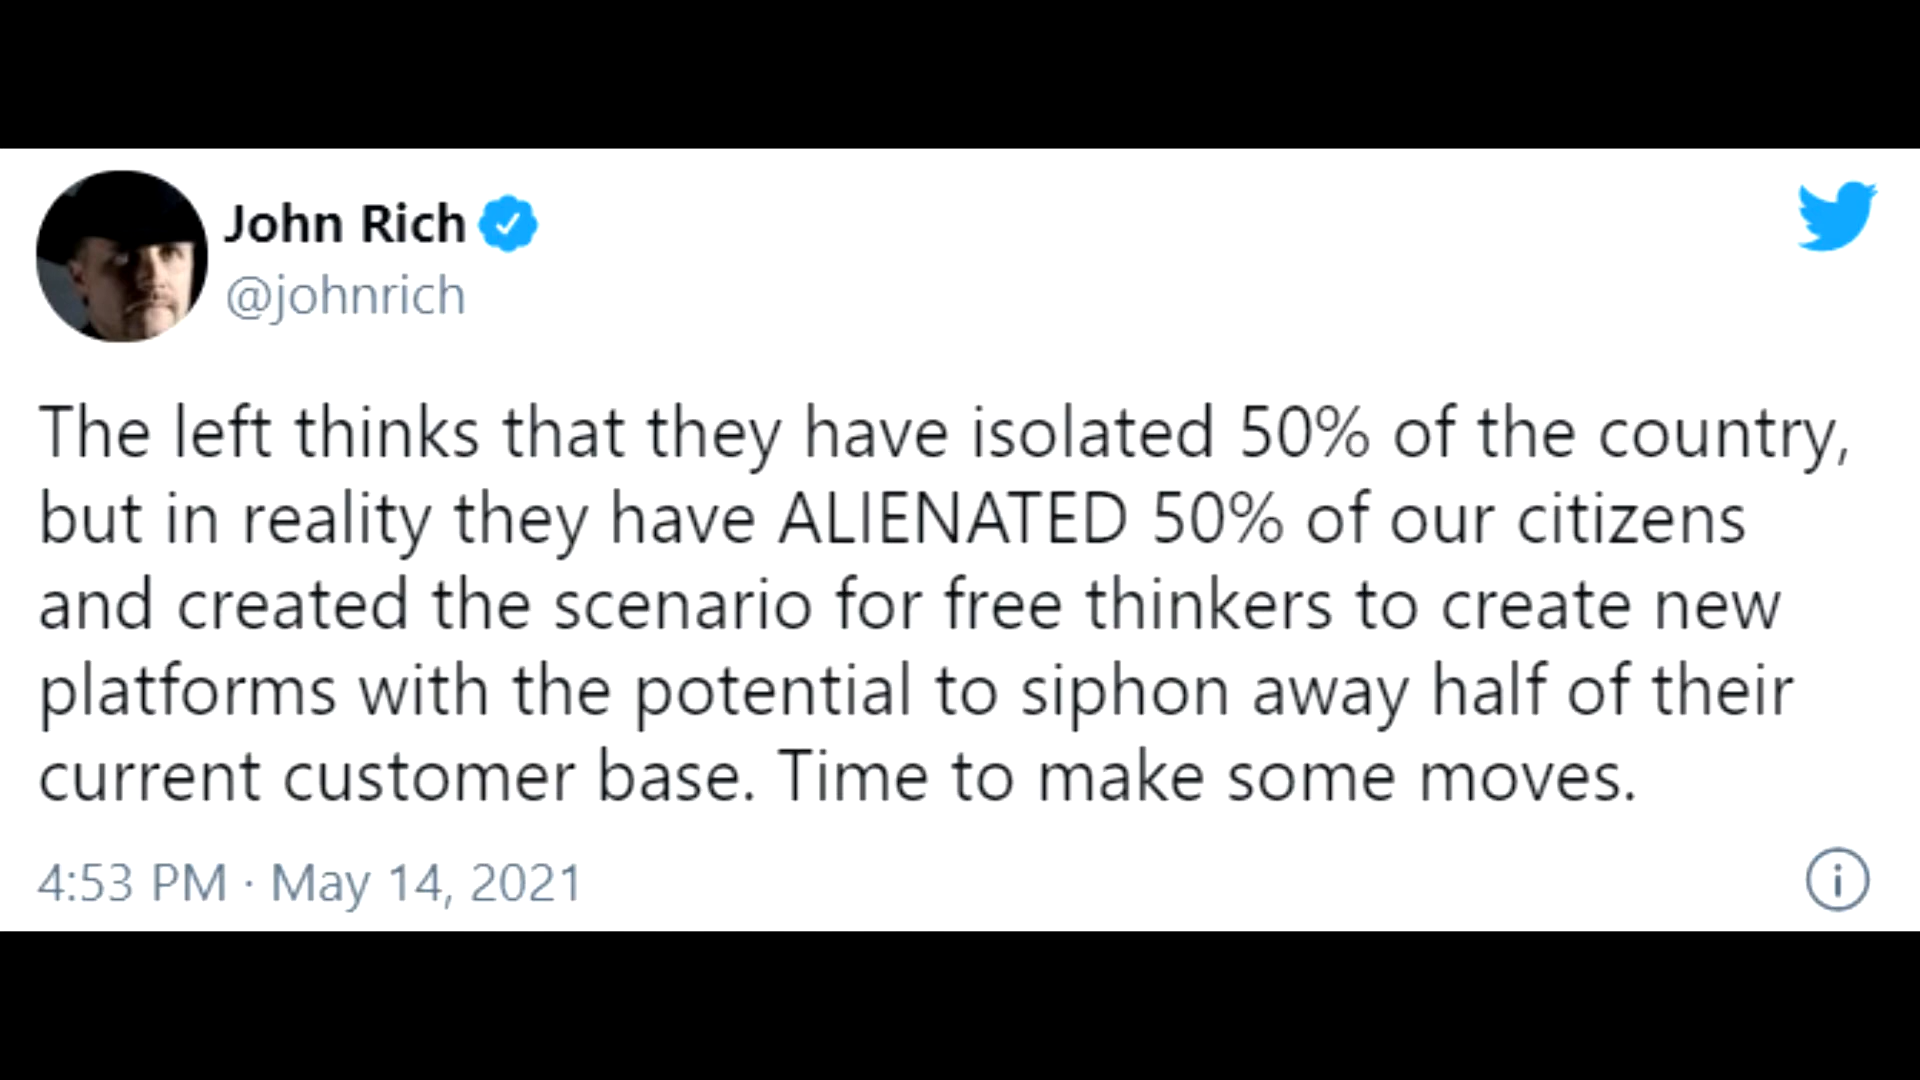 John Rich
@johnrich
The left thinks that they have isolated 50% of the country,
but in reality they have ALIENATED 50% of our citizens
and created the scenario for free thinkers to create new
platforms with the potential to siphon away half of their
current customer base. Time to make some moves.
4:53 PM · May 14, 2021